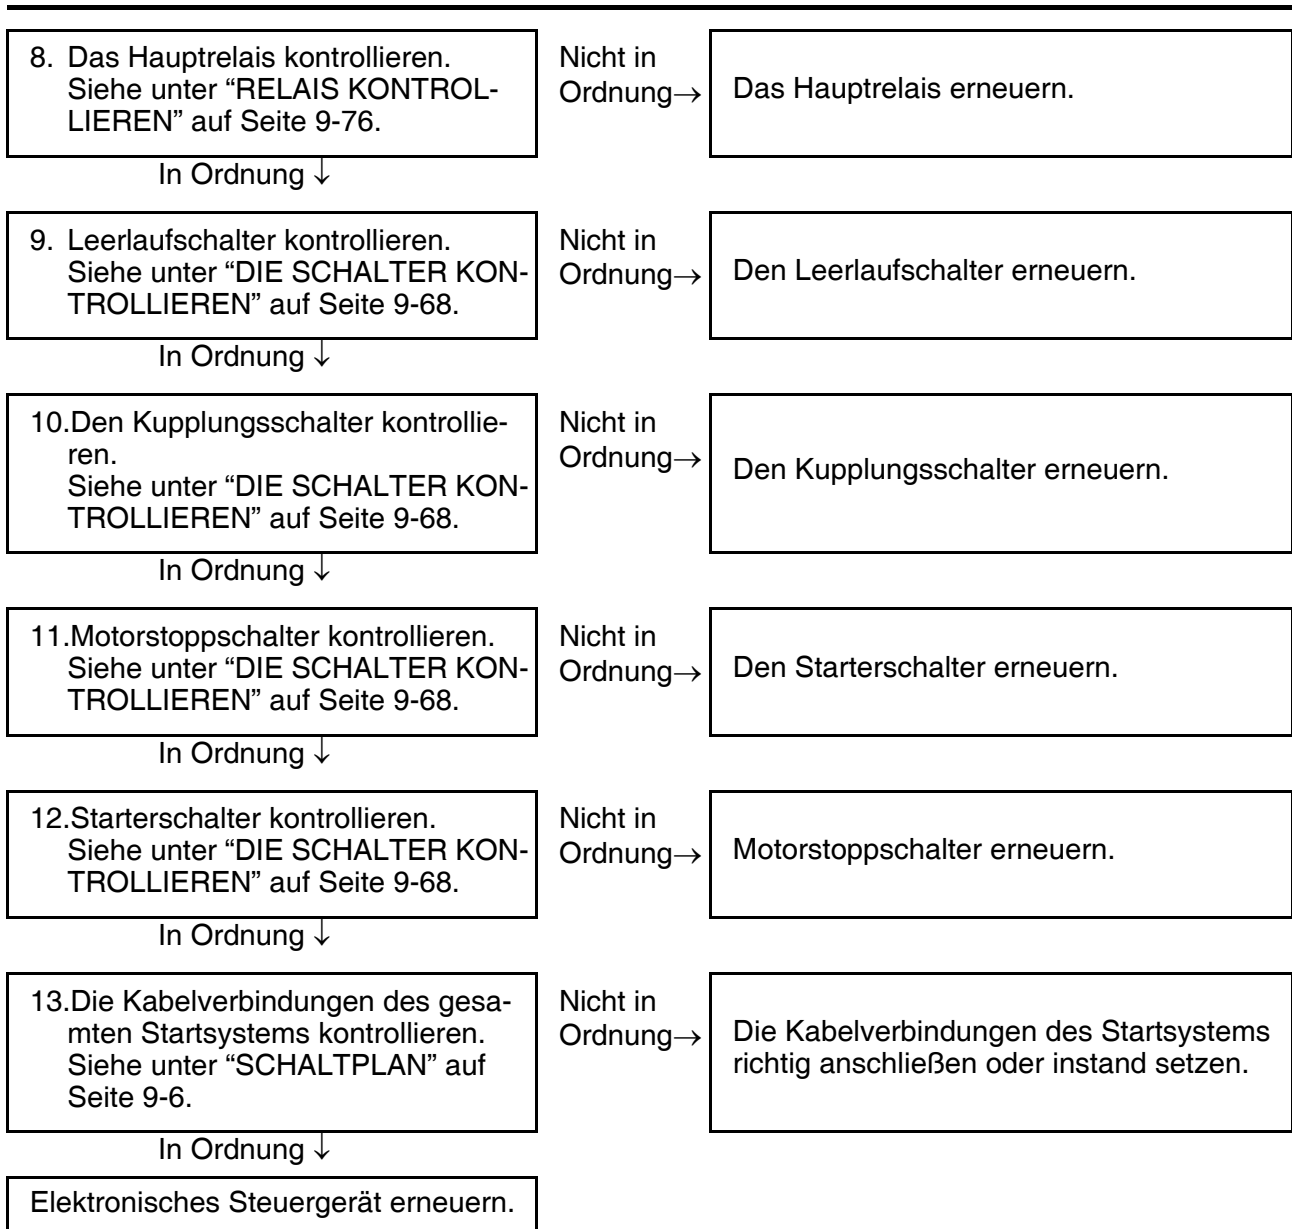 8. Das Hauptrelais kontrollieren.
Siehe unter “RELAIS KONTROL-
LIEREN” auf Seite 9-76.
Nicht in
Ordnung→
Das Hauptrelais erneuern.
In Ordnung ↓
9. Leerlaufschalter kontrollieren.
Siehe unter “DIE SCHALTER KON-
TROLLIEREN” auf Seite 9-68.
Nicht in
Ordnung→
Den Leerlaufschalter erneuern.
In Ordnung ↓
10.Den Kupplungsschalter kontrollie-
ren.
Siehe unter “DIE SCHALTER KON-
TROLLIEREN” auf Seite 9-68.
Nicht in
Ordnung→
Den Kupplungsschalter erneuern.
In Ordnung ↓
11.Motorstoppschalter kontrollieren.
Siehe unter “DIE SCHALTER KON-
TROLLIEREN” auf Seite 9-68.
Nicht in
Ordnung→
Den Starterschalter erneuern.
In Ordnung ↓
12.Starterschalter kontrollieren.
Siehe unter “DIE SCHALTER KON-
TROLLIEREN” auf Seite 9-68.
Nicht in
Ordnung→
Motorstoppschalter erneuern.
In Ordnung ↓
13.Die Kabelverbindungen des gesa-
mten Startsystems kontrollieren.
Siehe unter “SCHALTPLAN” auf
Seite 9-6.
Nicht in
Ordnung→
Die Kabelverbindungen des Startsystems
richtig anschließen oder instand setzen.
In Ordnung ↓
Elektronisches Steuergerät erneuern.